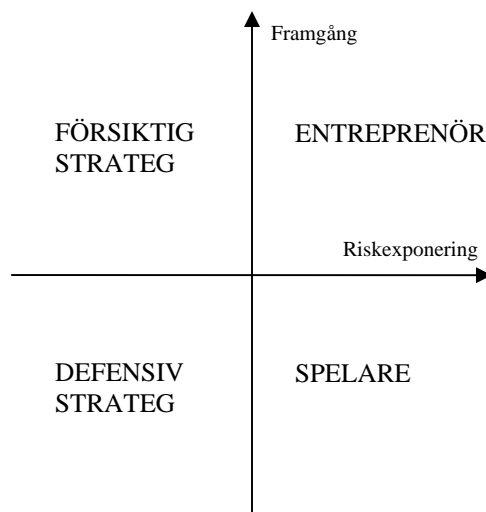 Framgång
FÖRSIKTIG
STRATEG
ENTREPRENÖR
Riskexponering
DEFENSIV
STRATEG
SPELARE